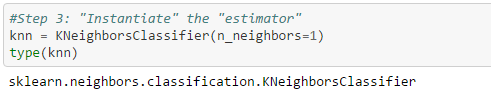 #Step 3: "Instantiate" the "estimator"
knn = KNeighborsClassifier(n_neighbors=1)
type(knn)
sklearn.neighbors.classification.KNeighborsClassifier